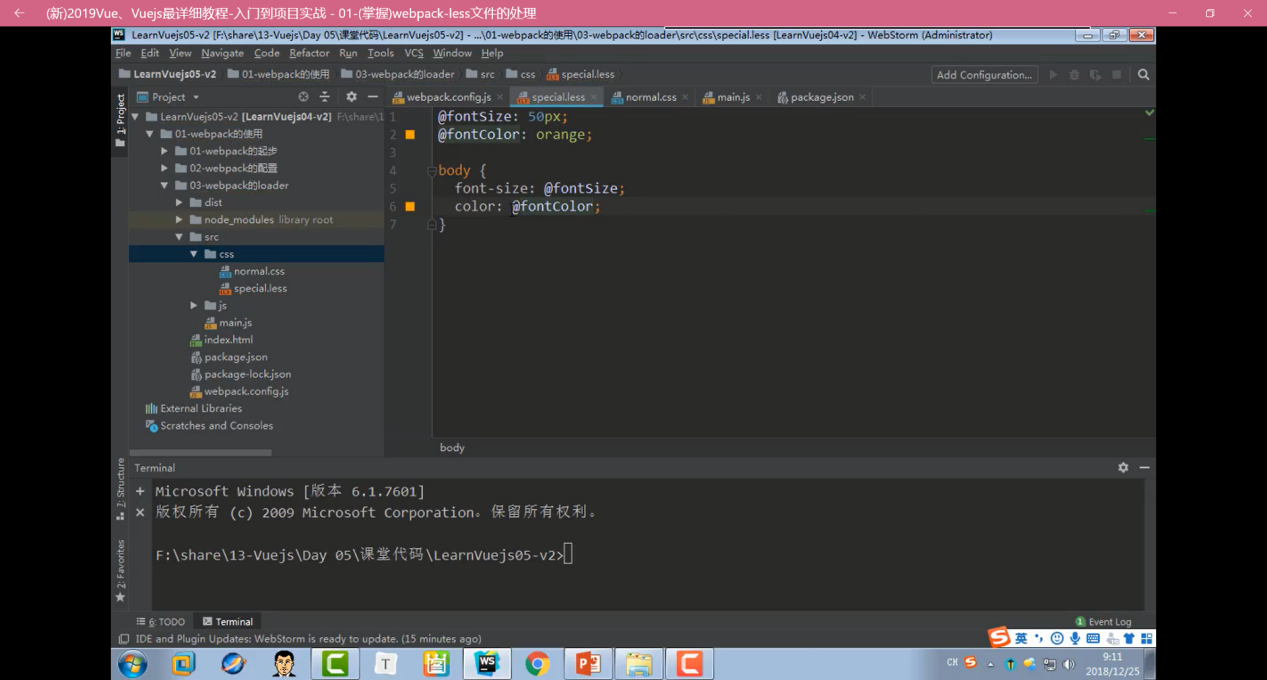 (新)2019Vue、Vuejs最详细教程-入门到项目实战 - 01-(掌握)webpack-less文件的处理
LearnVuejs05-v2 [F:\share\13-Vuejs\Day 05\课堂代码\LearnVuejs05-v2] - ...\01-webpack的使用\03-webpack的loader\src\css\special.less [LearnVuejs04-v2] - WebStorm (Administrator)
File Edit View Navigate Code Refactor Run Tools VCS Window Help
LearnVuejs05-v2 01-webpack的使用 03-webpack的loader src css special.less Add Configuration...
Project webpack.config.js special.less normal.css main.js package.json
1: Project
LearnVuejs05-v2 [LearnVuejs04-v2] F:\share\1
01-webpack的使用
01-webpack的起步
02-webpack的配置
03-webpack的loader
dist
node_modules library root
src
css
normal.css
special.less
js
main.js
index.html
package.json
package-lock.json
webpack.config.js
External Libraries
Scratches and Consoles
1 @fontSize: 50px;
2 @fontColor: orange;
3
4 body {
5 font-size: @fontSize;
6 color: @fontColor;
7 }
body
Terminal
7: Structure
2: Favorites
Microsoft Windows [版本 6.1.7601]
版权所有 (c) 2009 Microsoft Corporation。保留所有权利。
F:\share\13-Vuejs\Day 05\课堂代码\LearnVuejs05-v2>
6: TODO Terminal 1 Event Log
IDE and Plugin Updates: WebStorm is ready to update. (15 minutes ago)
S 英
WS
CH S 9:11
2018/12/25